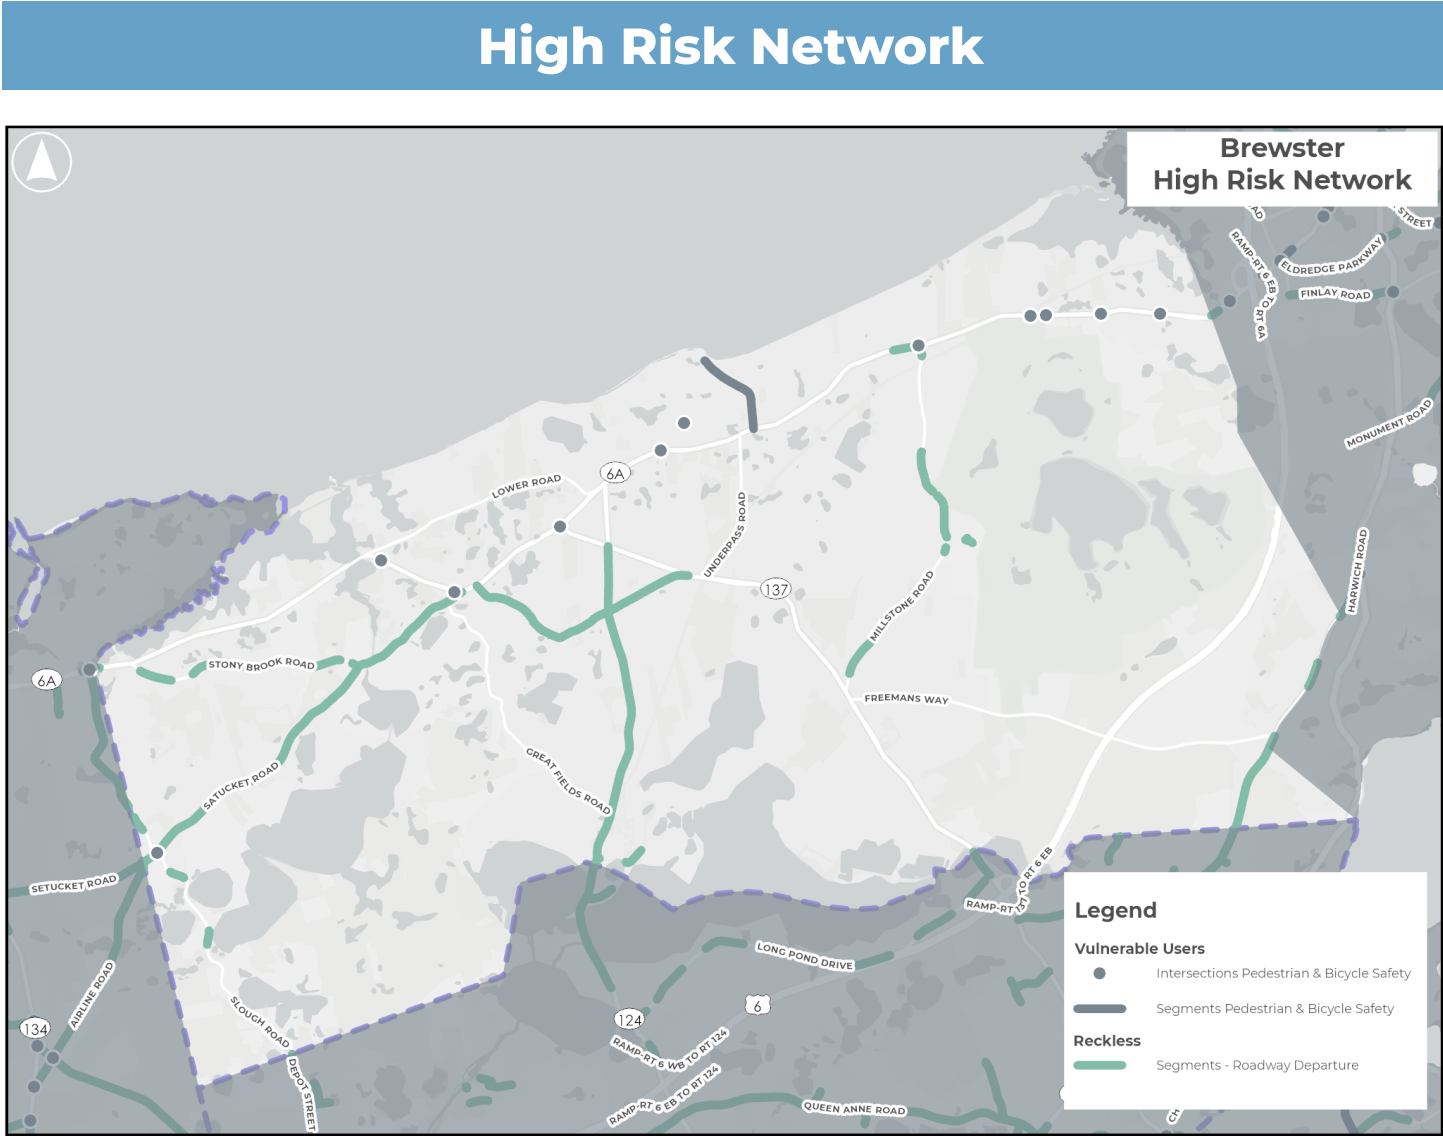 High Risk Network
Brewster
High Risk Network
STREET
RAMP-RT 6 EB TO RT 6A
ELDREDGE PARKWAY
FINLAY ROAD
MONUMENT ROAD
LOWER ROAD
6A
UNDERPASS ROAD
137
HARWICH ROAD
MILLSTONE ROAD
STONY BROOK ROAD
6A
FREEMANS WAY
GREAT FIELDS ROAD
SATUCKET ROAD
SETUCKET ROAD
RAMP-RT 137 TO RT 6 EB
LONG POND DRIVE
AIRLINE ROAD
6
SLOUGH ROAD
124
134
RAMP-RT 6 WB TO RT 124
DEPOT STREET
RAMP-RT 6 EB TO RT 124
QUEEN ANNE ROAD
Legend
Vulnerable Users
Intersections Pedestrian & Bicycle Safety
Segments Pedestrian & Bicycle Safety
Reckless
Segments - Roadway Departure